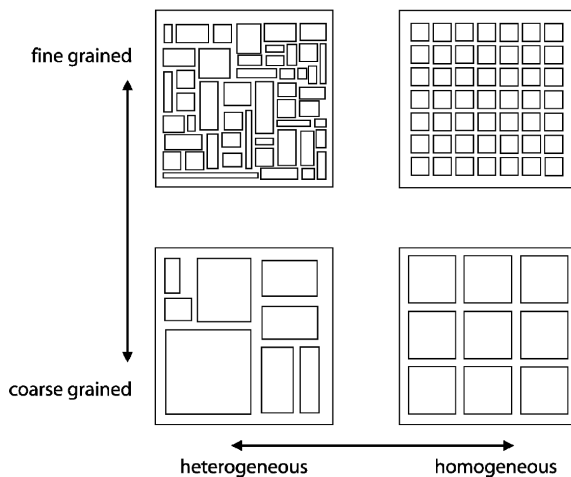 fine grained
coarse grained
heterogeneous
homogeneous